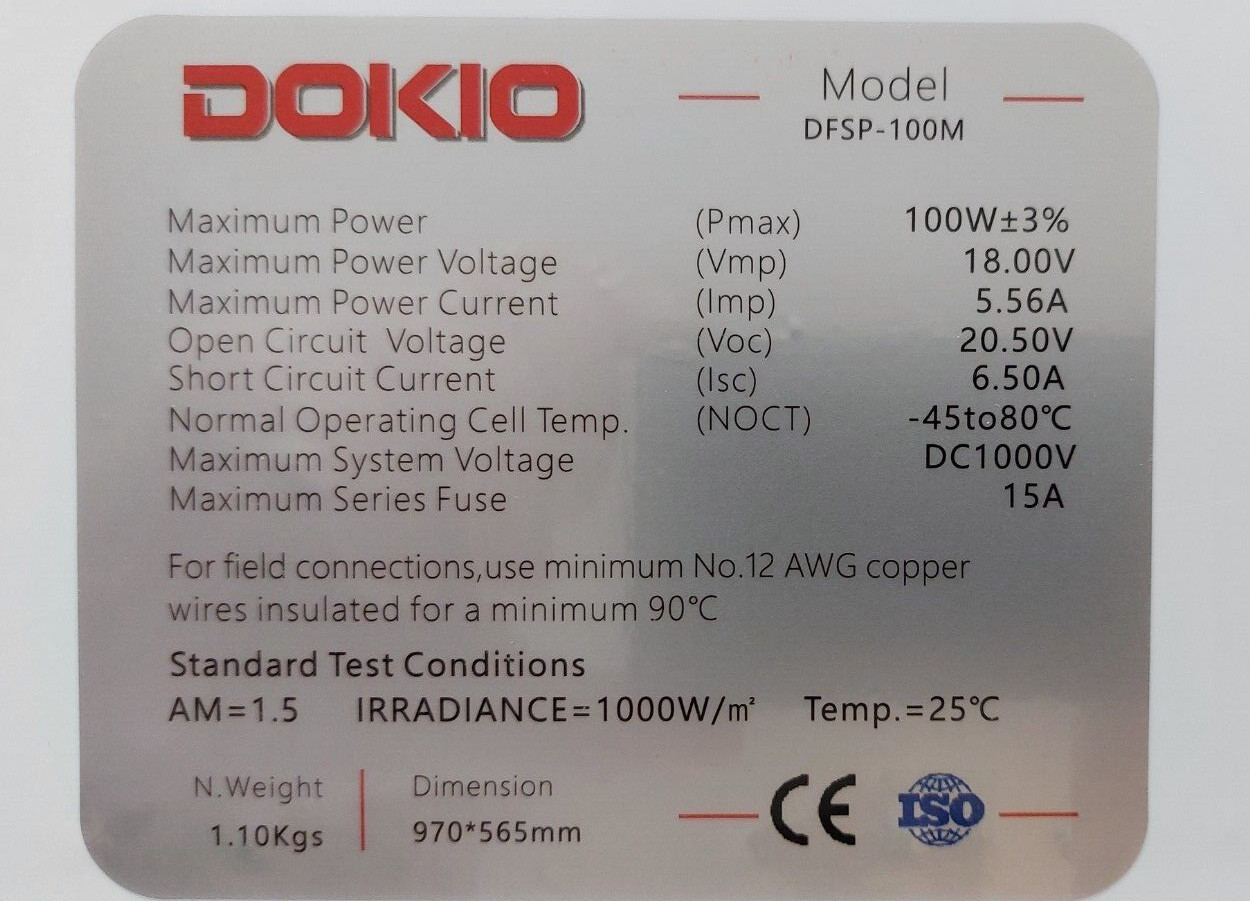 DOKIO
Model
DFSP-100M
Maximum Power (Pmax) 100W±3%
Maximum Power Voltage (Vmp) 18.00V
Maximum Power Current (Imp) 5.56A
Open Circuit Voltage (Voc) 20.50V
Short Circuit Current (Isc) 6.50A
Normal Operating Cell Temp. (NOCT) -45to80℃
Maximum System Voltage DC1000V
Maximum Series Fuse 15A
For field connections,use minimum No.12 AWG copper
wires insulated for a minimum 90℃
Standard Test Conditions
AM=1.5 IRRADIANCE=1000W/m² Temp.=25℃
N.Weight Dimension
1.10Kgs 970*565mm
CE ISO